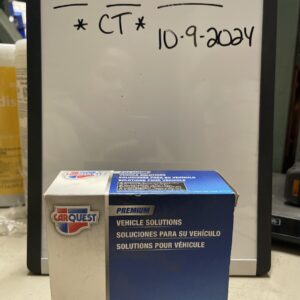 * CT *
10-9-2024
CARQUEST
PREMIUM
VEHICLE SOLUTIONS
SOLUCIONES PARA SU VEHÍCULO
SOLUTIONS POUR VÉHICULE